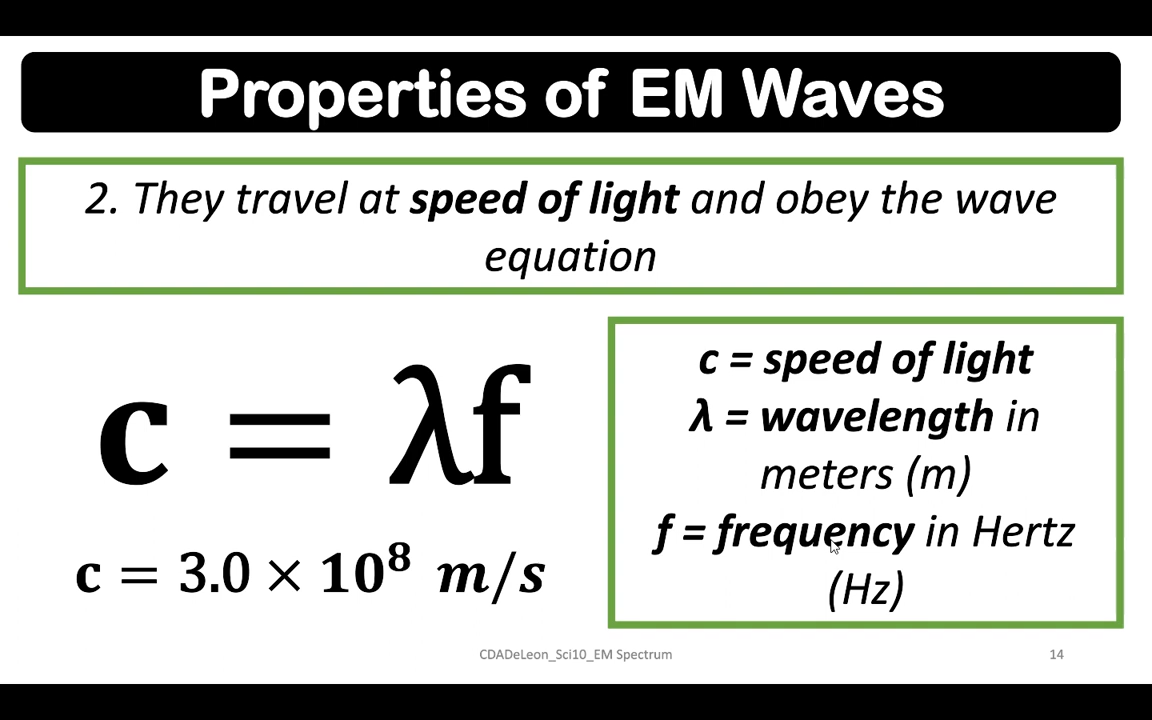 Properties of EM Waves
2. They travel at speed of light and obey the wave
equation
c = λf
c = 3.0 × 10⁸ m/s
c = speed of light
λ = wavelength in
meters (m)
f = frequency in Hertz
(Hz)
CDADeLeon_Sci10_EM Spectrum
14